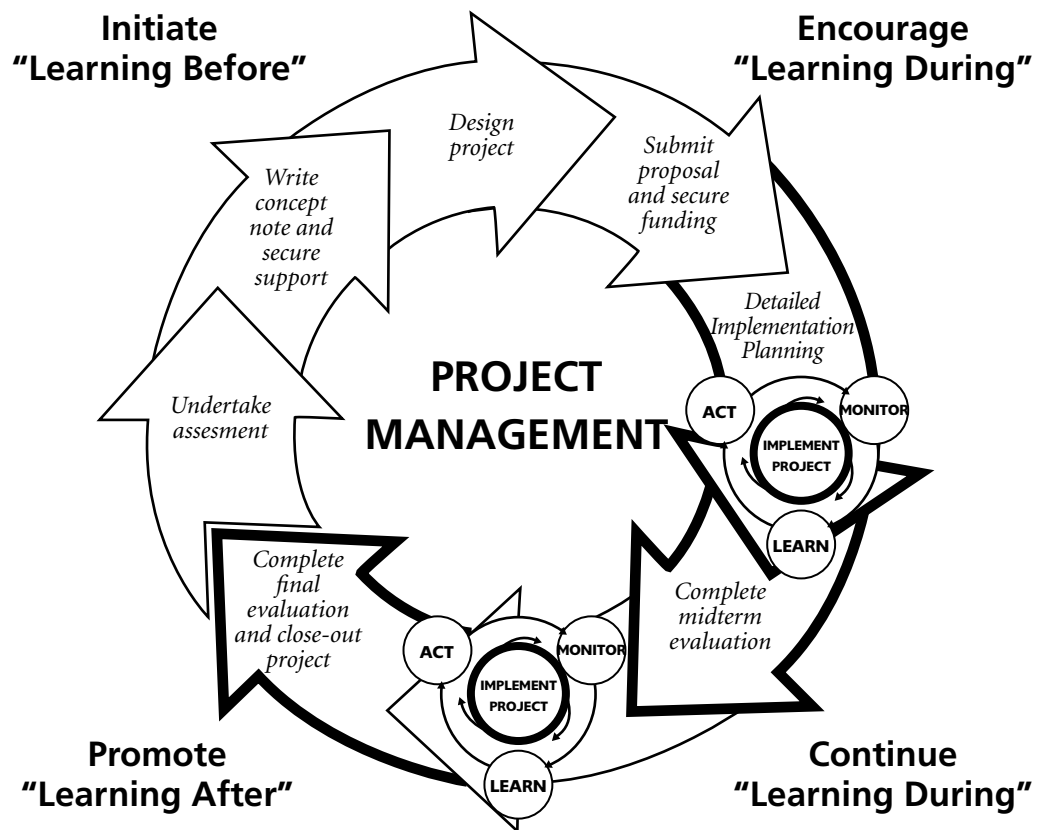 Initiate
“Learning Before”
Encourage
“Learning During”
Design
project
Submit
proposal
and secure
funding
Write
concept
note and
secure
support
Detailed
Implementation
Planning
Undertake
assesment
PROJECT
MANAGEMENT
ACT
MONITOR
IMPLEMENT
PROJECT
LEARN
Complete
midterm
evaluation
Complete
final
evaluation
and close-out
project
ACT
MONITOR
IMPLEMENT
PROJECT
LEARN
Promote
“Learning After”
Continue
“Learning During”